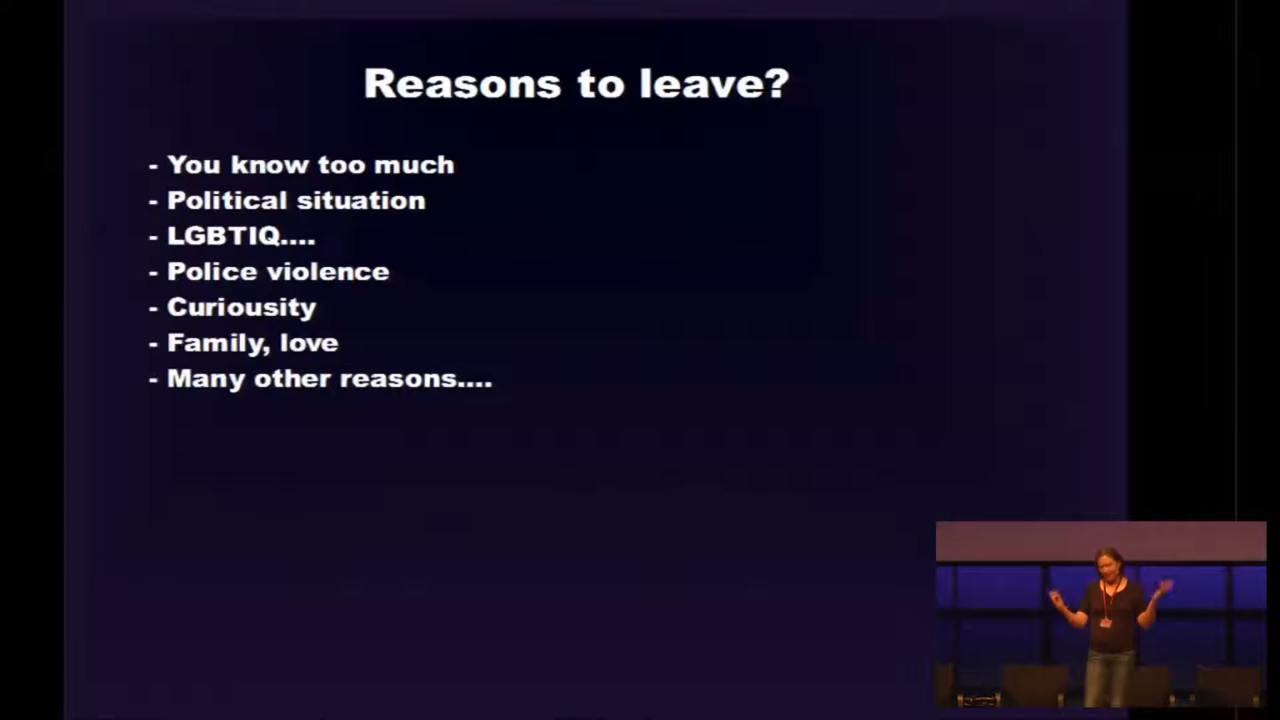 Reasons to leave?
- You know too much
- Political situation
- LGBTIQ....
- Police violence
- Curiousity
- Family, love
- Many other reasons....